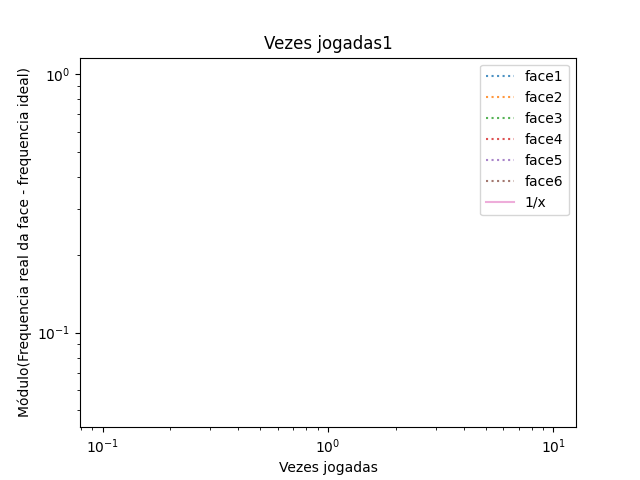 Vezes jogadas1
Módulo(Frequencia real da face - frequencia ideal)
10⁰
10⁻¹
face1
face2
face3
face4
face5
face6
1/x
10⁻¹
10⁰
10¹
Vezes jogadas